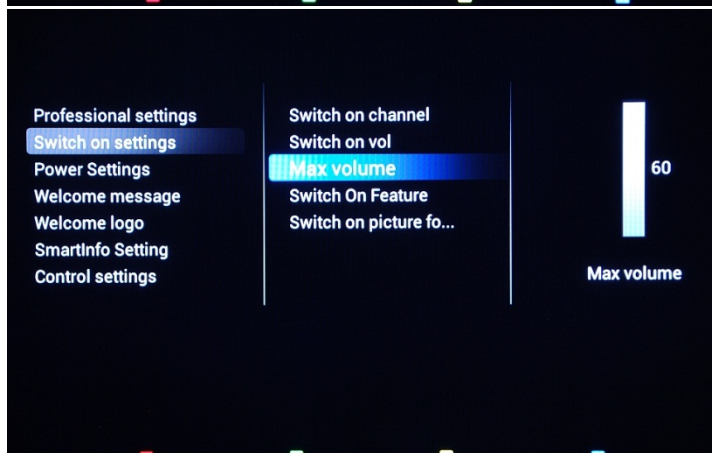 Professional settings
Switch on settings
Power Settings
Welcome message
Welcome logo
SmartInfo Setting
Control settings
Switch on channel
Switch on vol
Max volume
Switch On Feature
Switch on picture fo...
60
Max volume